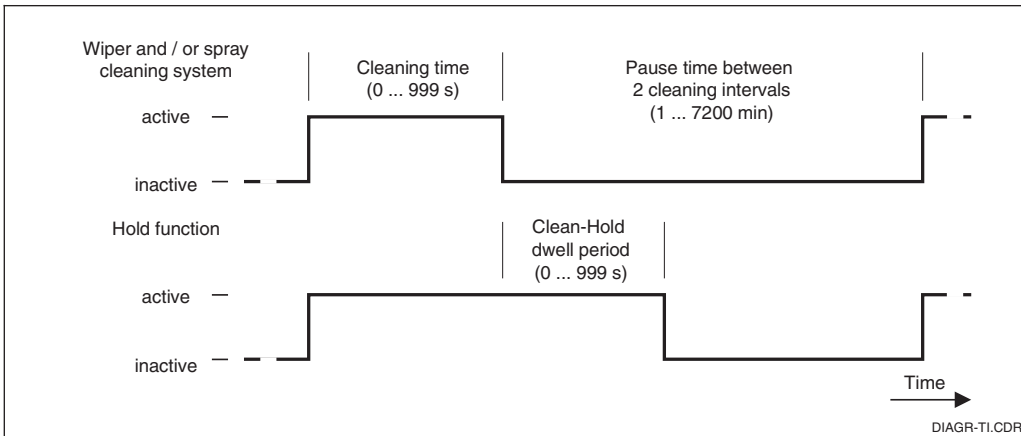 Wiper and / or spray
cleaning system
Cleaning time
(0 ... 999 s)
Pause time between
2 cleaning intervals
(1 ... 7200 min)
active
inactive
Hold function
Clean-Hold
dwell period
(0 ... 999 s)
active
inactive
Time
DIAGR-TI.CDR